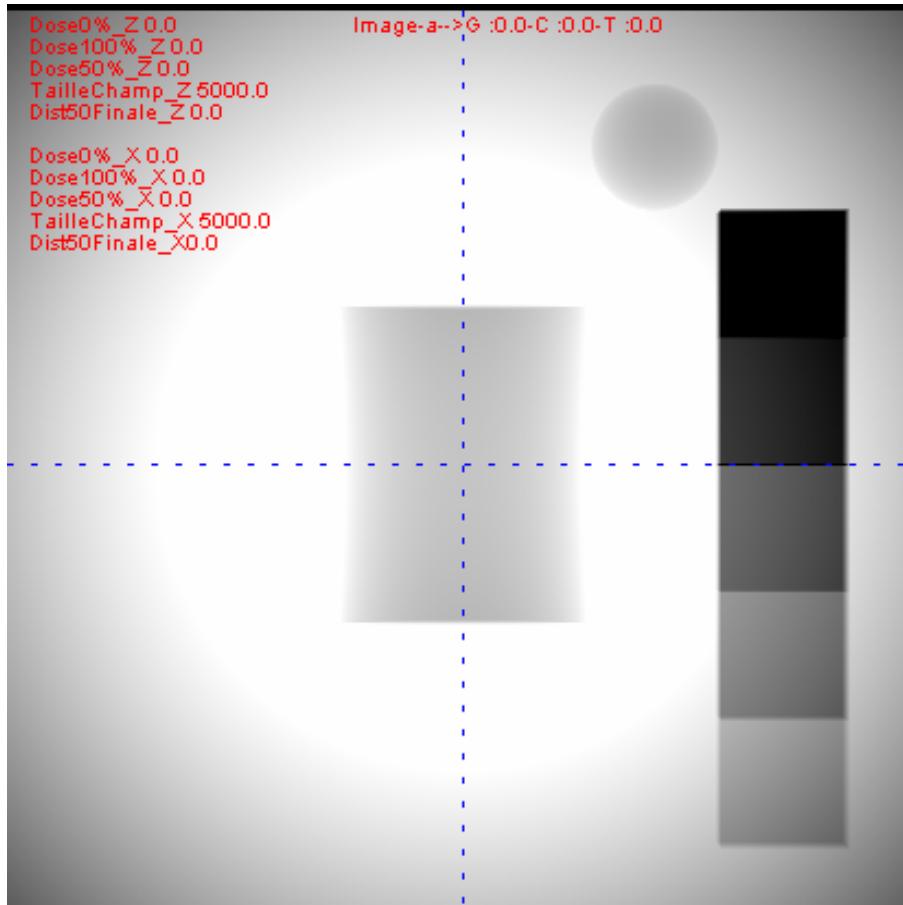 Dose0%_Z 0.0
Image-a-->G :0.0-C :0.0-T :0.0
Dose100%_Z 0.0
Dose50%_Z 0.0
TailleChamp_Z 5000.0
Dist50Finale_Z 0.0
Dose0%_X 0.0
Dose100%_X 0.0
Dose50%_X 0.0
TailleChamp_X 5000.0
Dist50Finale_X0.0